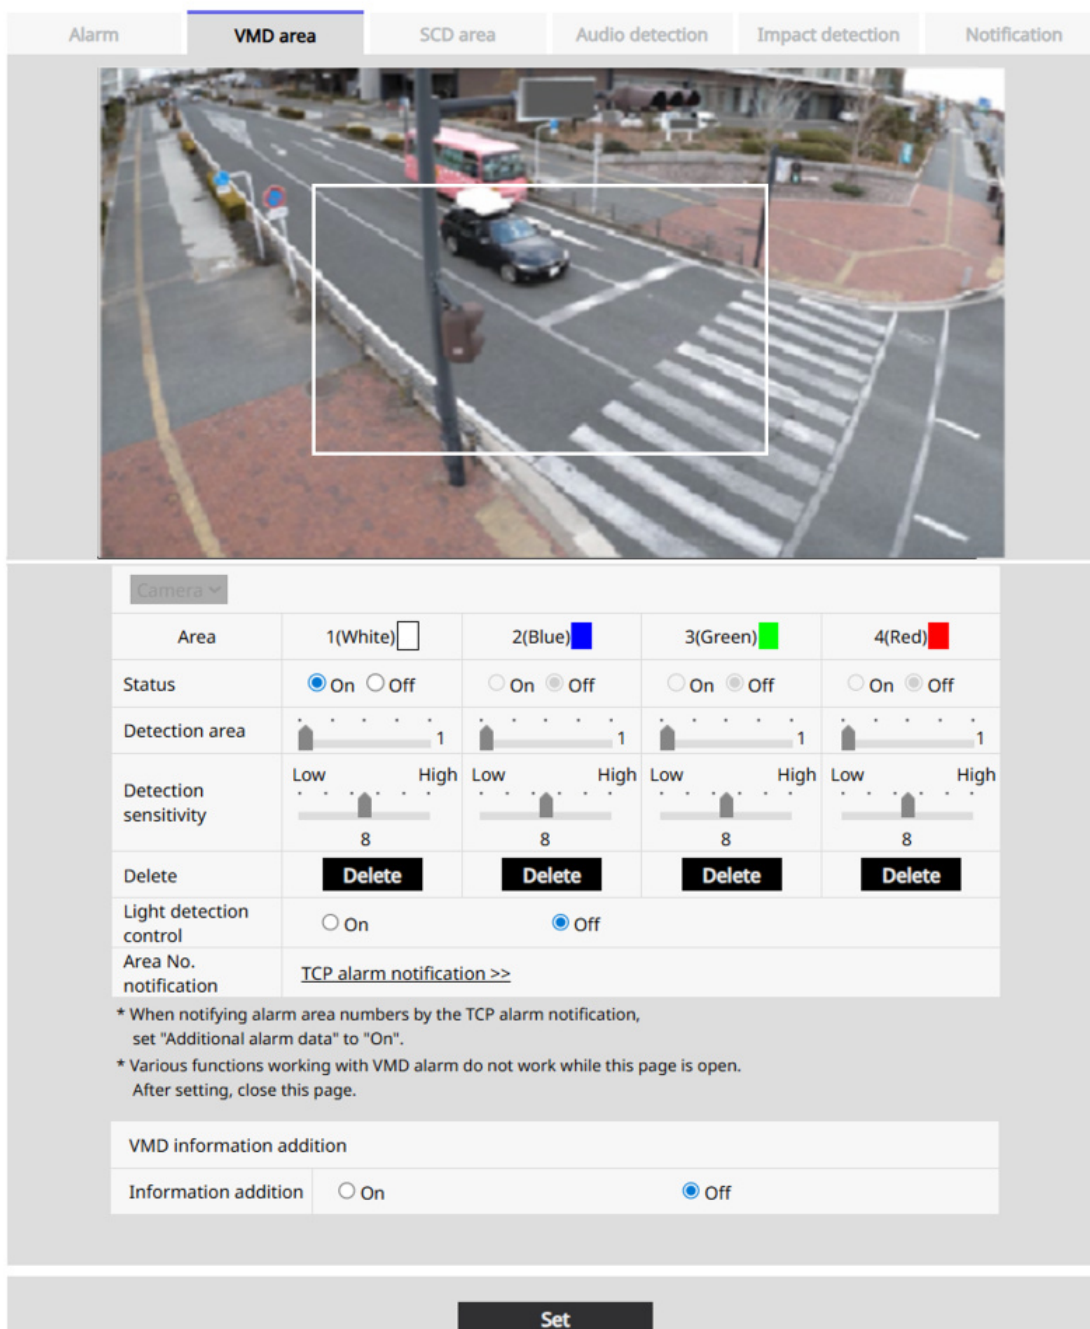 Alarm VMD area SCD area Audio detection Impact detection Notification
Camera
Area 1(White) 2(Blue) 3(Green) 4(Red)
Status On Off On Off On Off On Off
Detection area 1 1 1 1
Detection
sensitivity
Low High Low High Low High Low High
8 8 8 8
Delete Delete Delete Delete Delete
Light detection
control
On Off
Area No.
notification
TCP alarm notification >>
* When notifying alarm area numbers by the TCP alarm notification,
set "Additional alarm data" to "On".
* Various functions working with VMD alarm do not work while this page is open.
After setting, close this page.
VMD information addition
Information addition On Off
Set